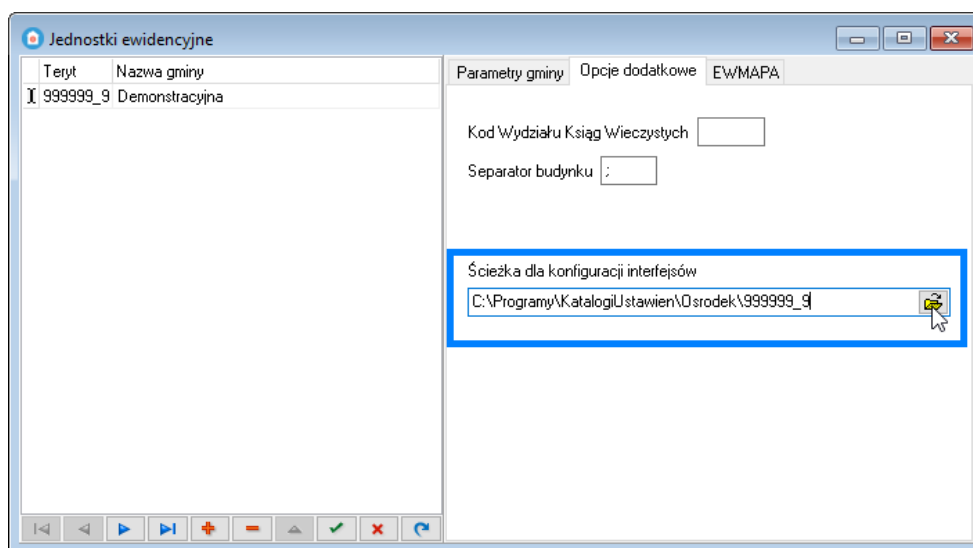 Jednostki ewidencyjne
Teryt Nazwa gminy
999999_9 Demonstracyjna
Parametry gminy Opcje dodatkowe EWMAPA
Kod Wydziału Ksiąg Wieczystych
Separator budynku ;
Ścieżka dla konfiguracji interfejsów
C:\Programy\KatalogiUstawien\Osrodek\999999_9